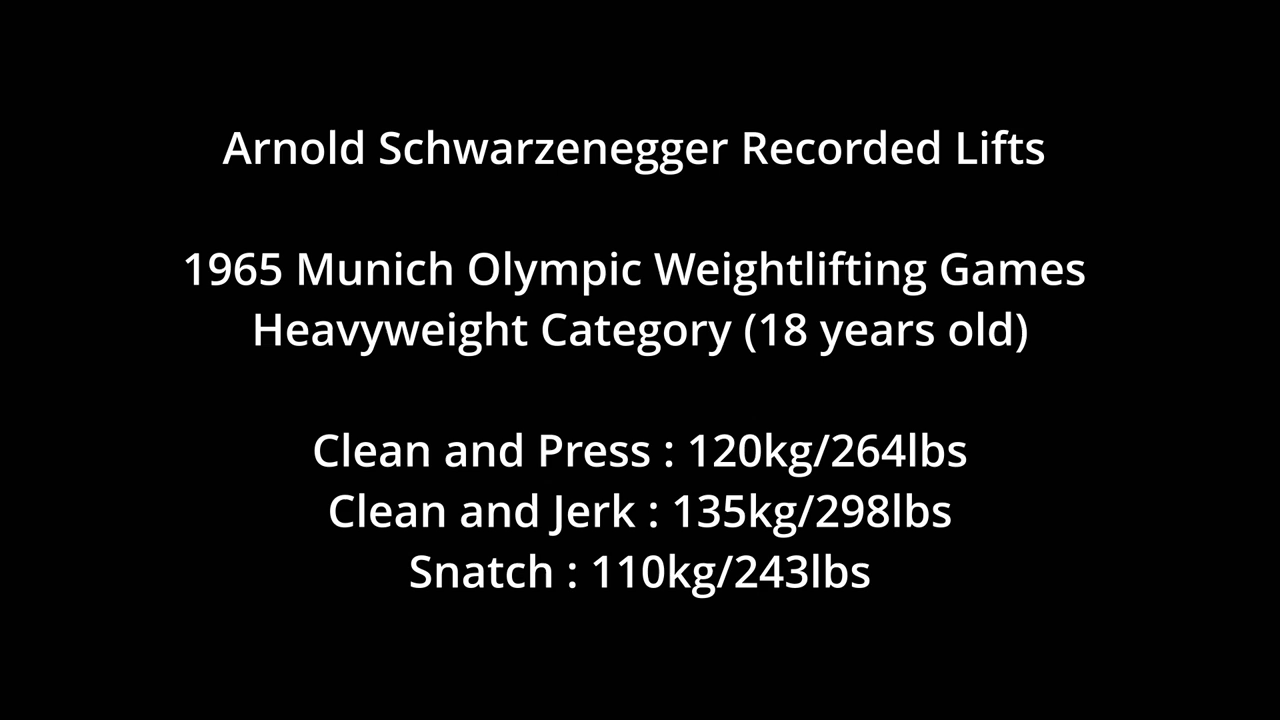 Arnold Schwarzenegger Recorded Lifts
1965 Munich Olympic Weightlifting Games
Heavyweight Category (18 years old)
Clean and Press : 120kg/264lbs
Clean and Jerk : 135kg/298lbs
Snatch : 110kg/243lbs